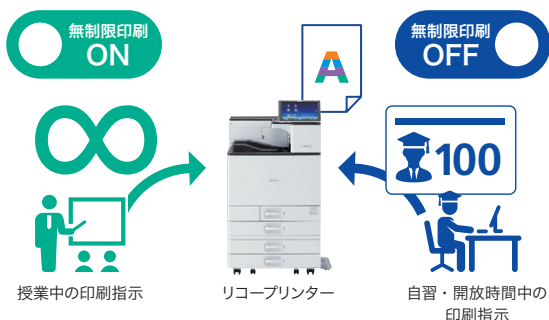 無制限印刷
ON
A
無制限印刷
OFF
100
授業中の印刷指示
リコープリンター
自習・開放時間中の
印刷指示